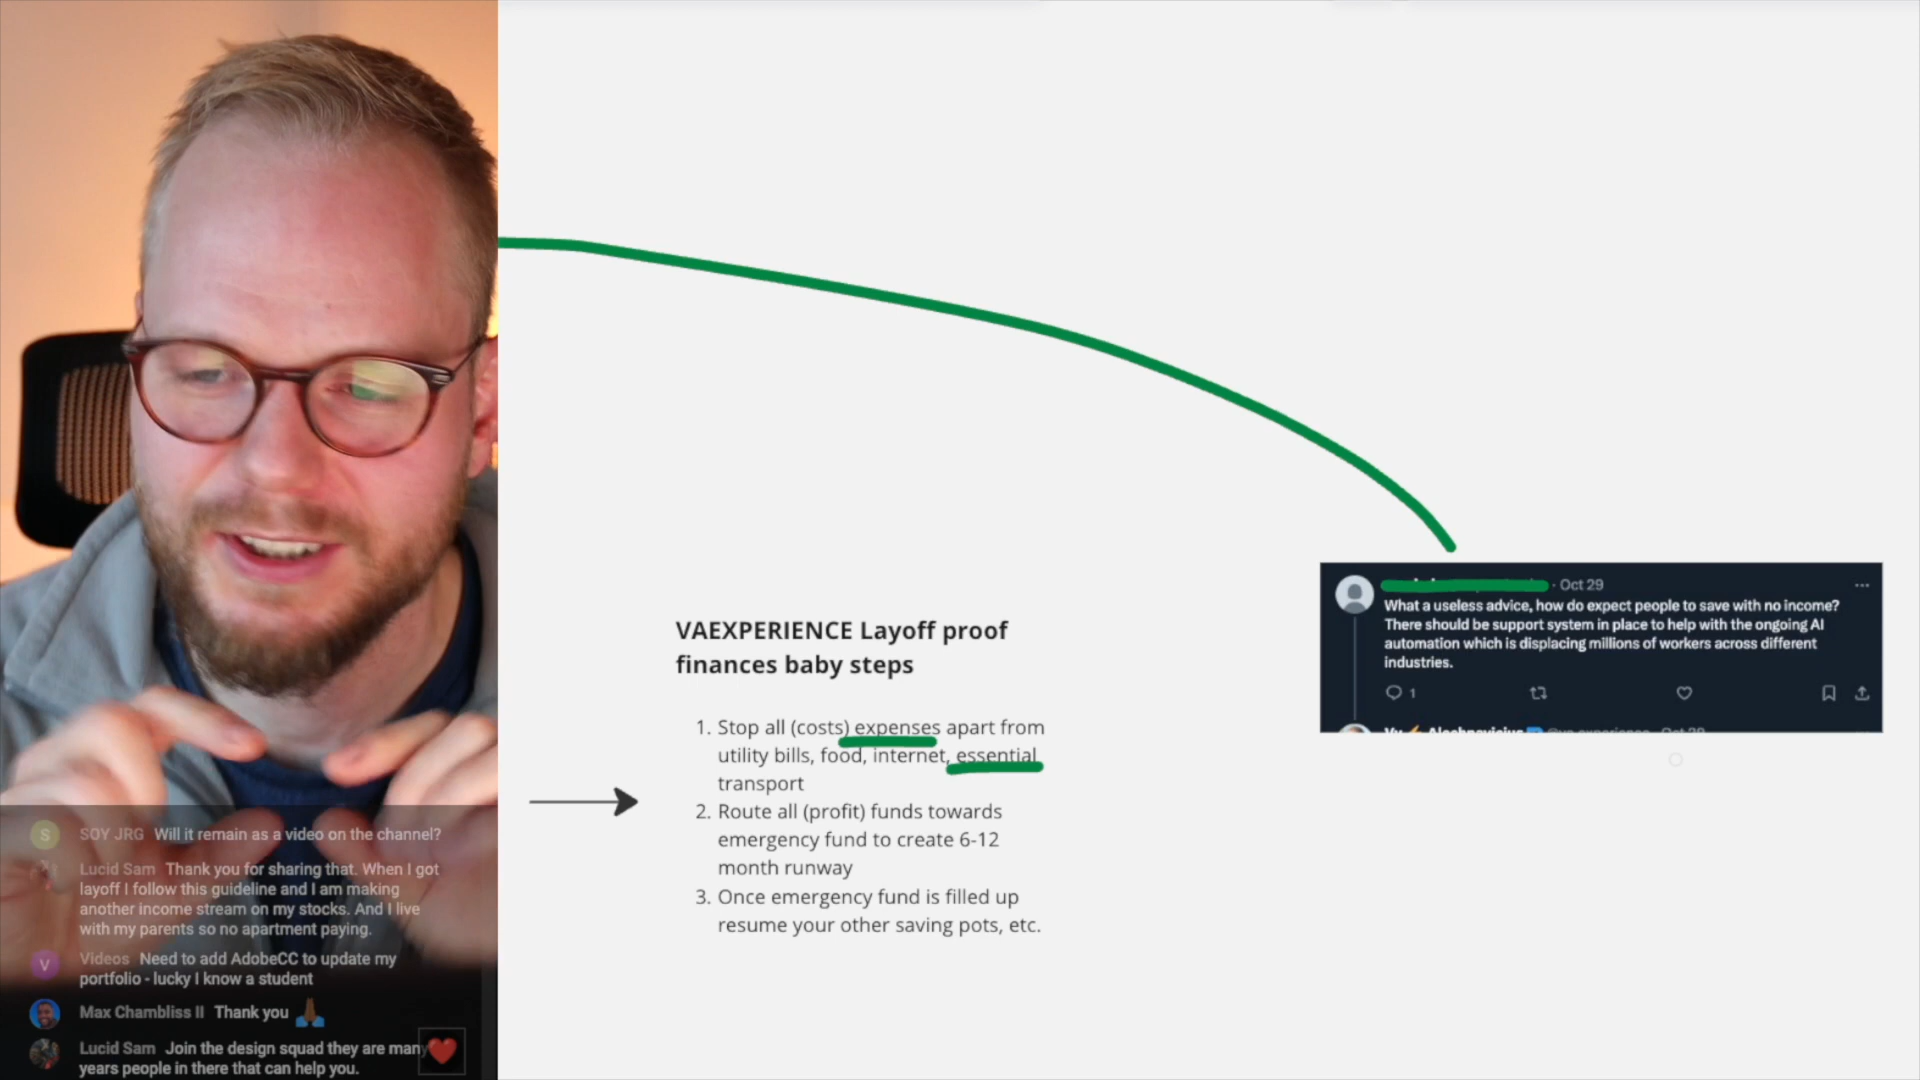 VAEXPERIENCE Layoff proof
finances baby steps
1. Stop all (costs) expenses apart from
utility bills, food, internet, essential
transport
2. Route all (profit) funds towards
emergency fund to create 6-12
month runway
3. Once emergency fund is filled up
resume your other saving pots, etc.
· Oct 29
What a useless advice, how do expect people to save with no income?
There should be support system in place to help with the ongoing AI
automation which is displacing millions of workers across different
industries.
1
S SOY JRG Will it remain as a video on the channel?
Lucid Sam Thank you for sharing that. When I got
layoff I follow this guideline and I am making
another income stream on my stocks. And I live
with my parents so no apartment paying.
V Videos Need to add AdobeCC to update my
portfolio - lucky I know a student
Max Chambliss II Thank you 🙏🏾
Lucid Sam Join the design squad they are many
years people in there that can help you.